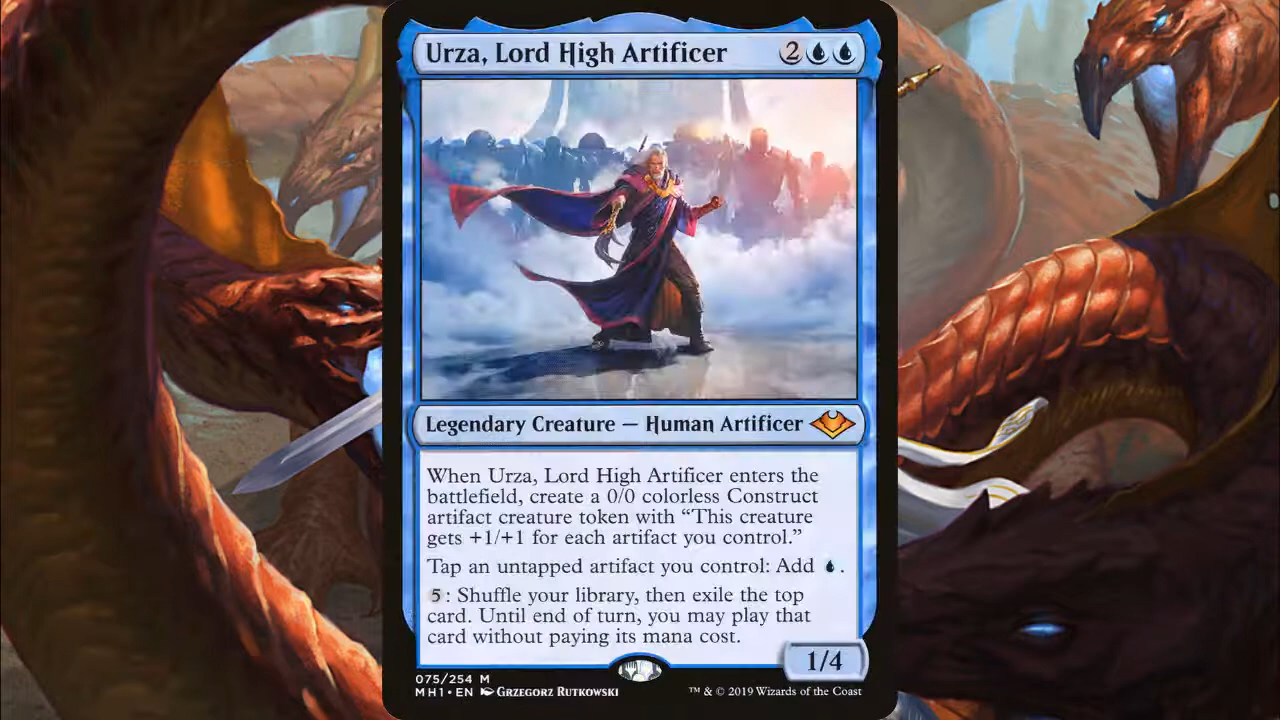 Urza, Lord High Artificer 2
Legendary Creature — Human Artificer
When Urza, Lord High Artificer enters the
battlefield, create a 0/0 colorless Construct
artifact creature token with “This creature
gets +1/+1 for each artifact you control.”
Tap an untapped artifact you control: Add .
5: Shuffle your library, then exile the top
card. Until end of turn, you may play that
card without paying its mana cost.
1/4
075/254 M
MH1 • EN Grzegorz Rutkowski
™ & © 2019 Wizards of the Coast